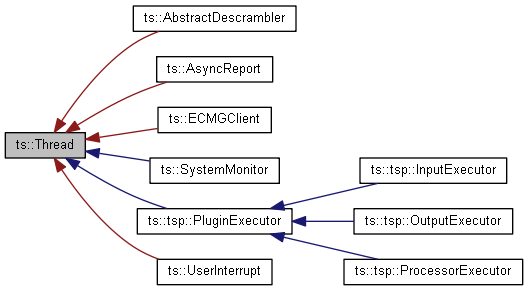 ts::AbstractDescrambler
ts::AsyncReport
ts::ECMGClient
ts::Thread
ts::SystemMonitor
ts::tsp::InputExecutor
ts::tsp::PluginExecutor
ts::tsp::OutputExecutor
ts::UserInterrupt
ts::tsp::ProcessorExecutor